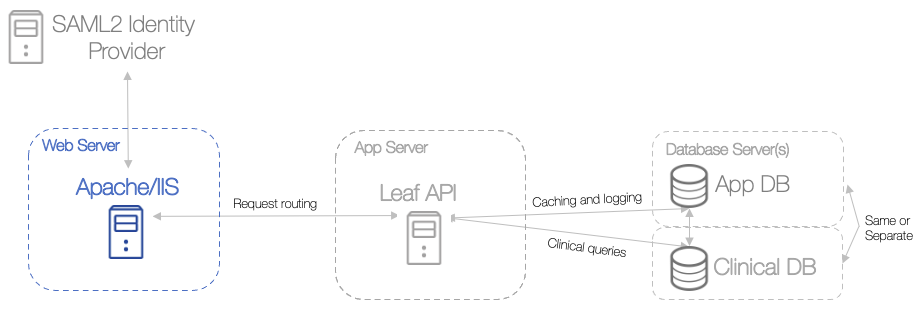 SAML2 Identity
Provider
Web Server
Apache/IIS
Request routing
App Server
Leaf API
Caching and logging
Clinical queries
Database Server(s)
App DB
Clinical DB
Same or
Separate